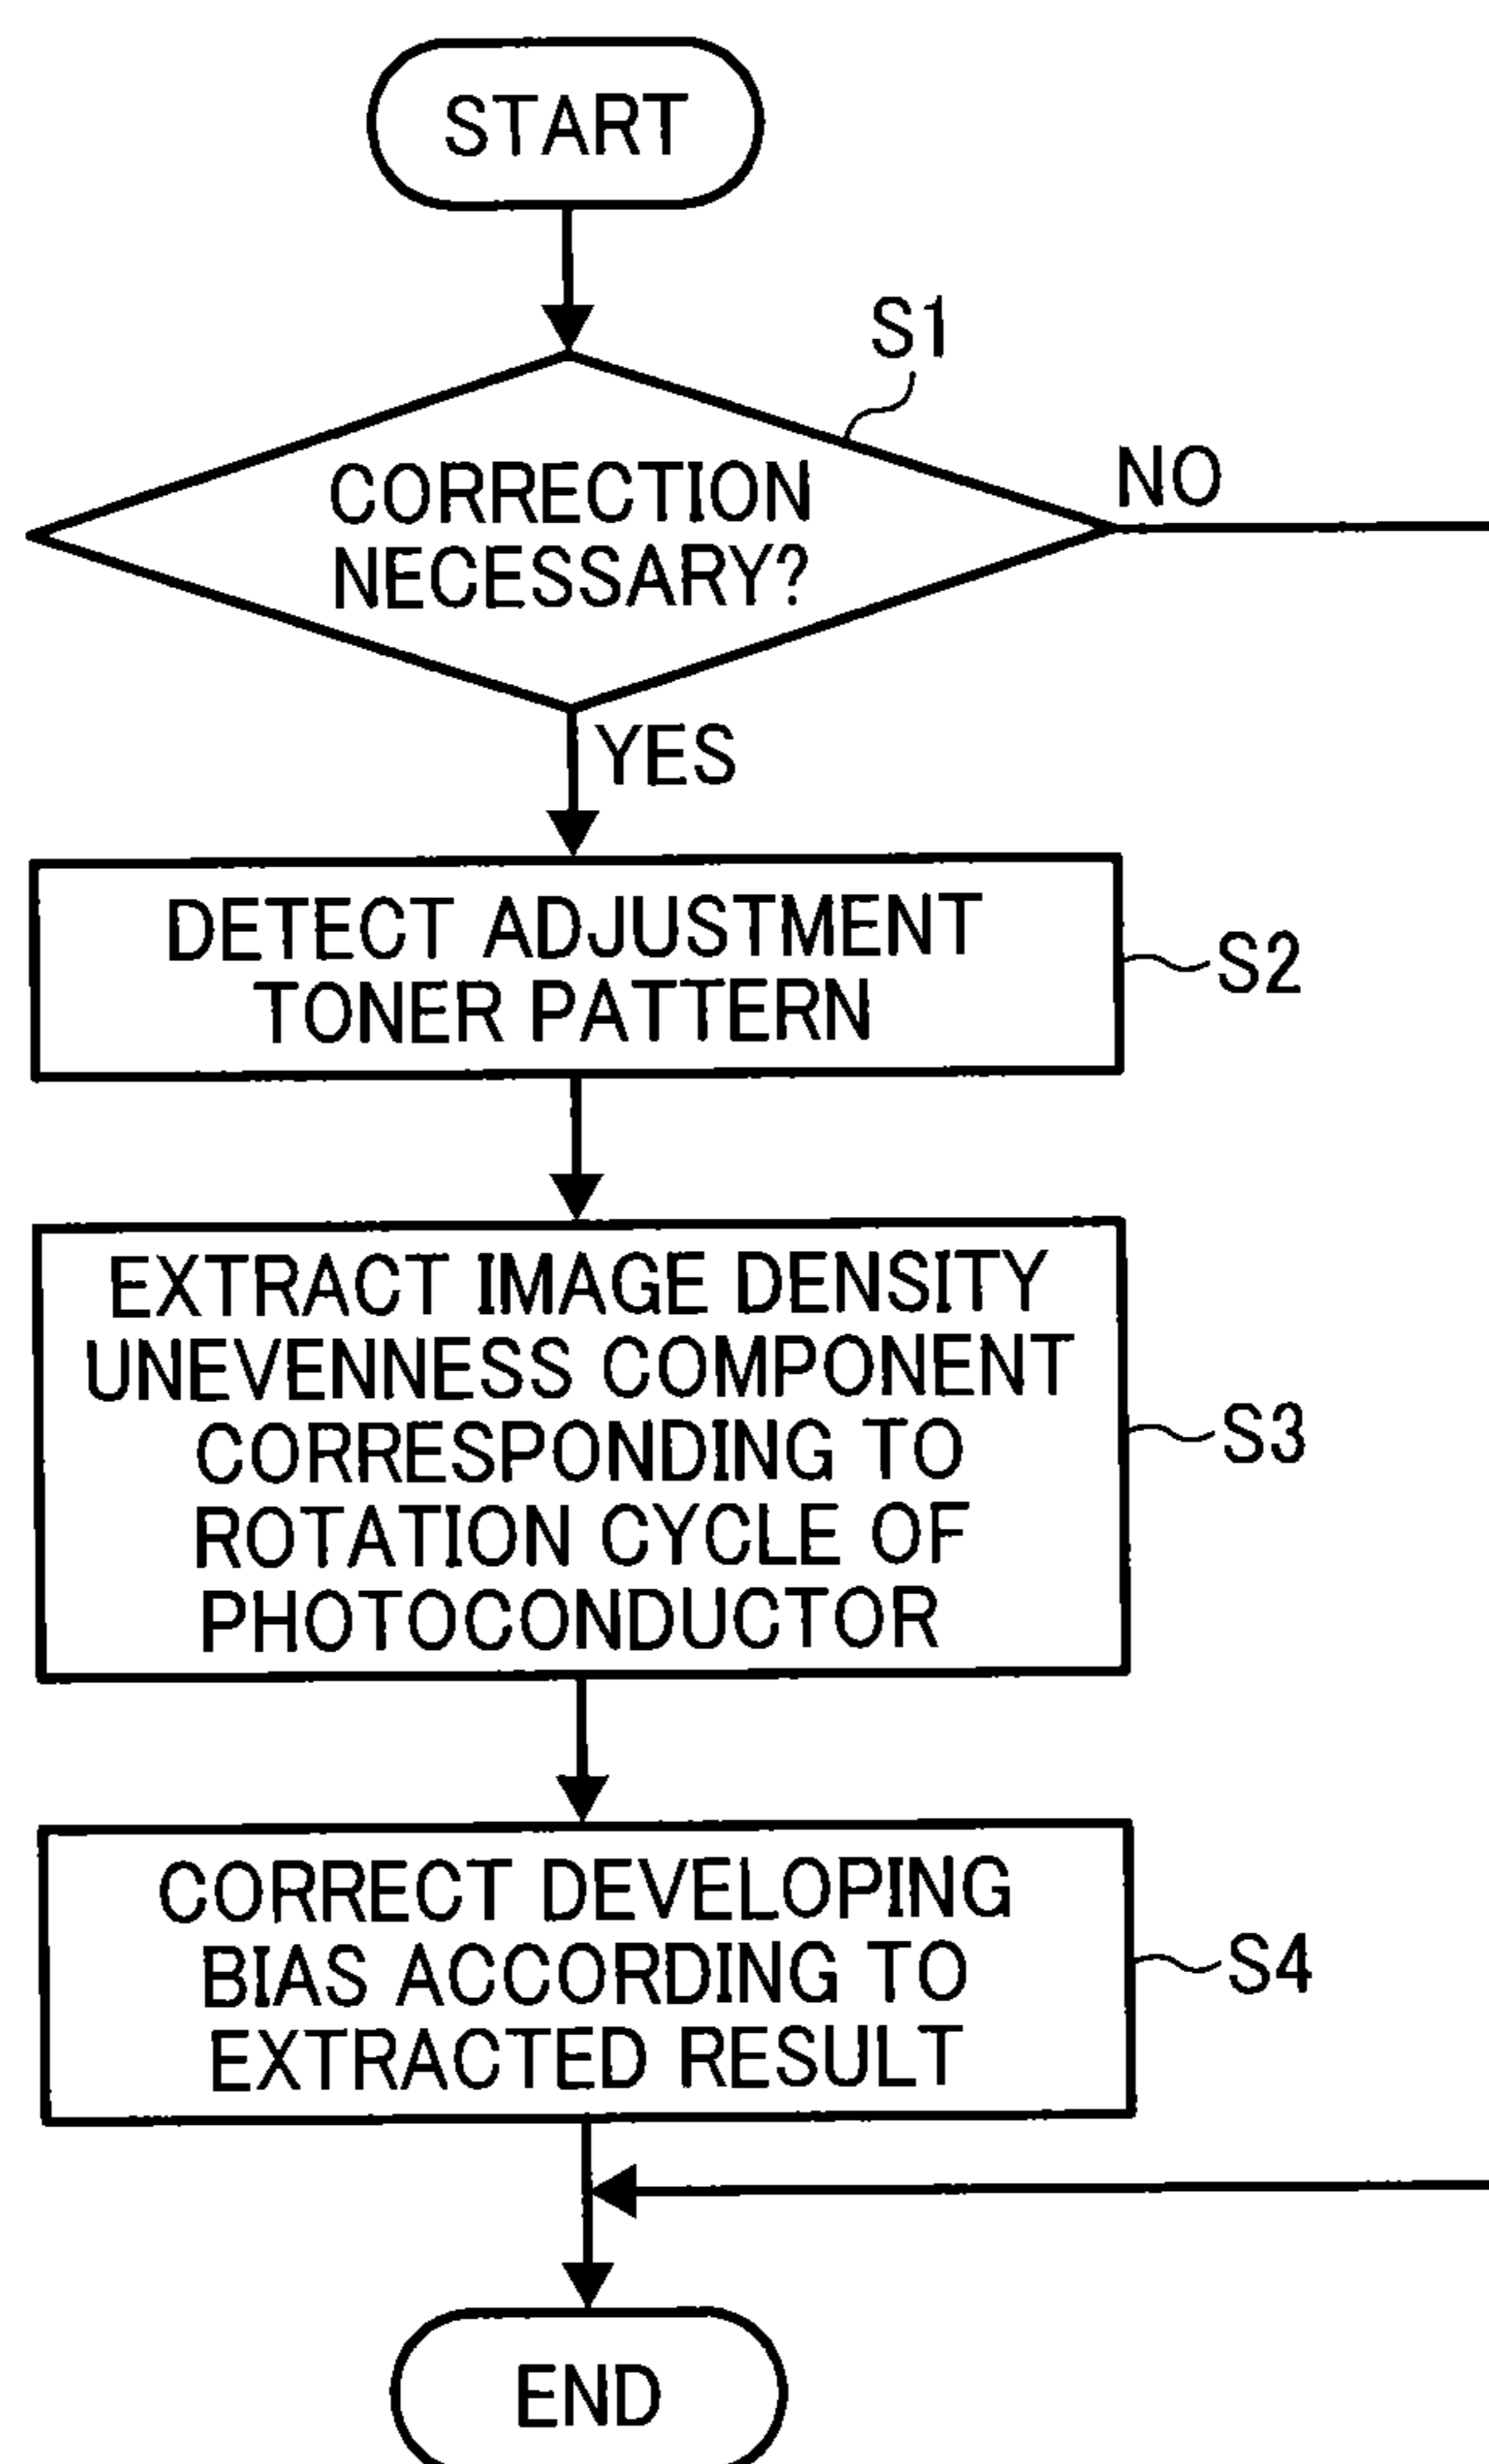 START
S1
CORRECTION
NECESSARY?
NO
YES
DETECT ADJUSTMENT
TONER PATTERN
S2
EXTRACT IMAGE DENSITY
UNEVENNESS COMPONENT
CORRESPONDING TO
ROTATION CYCLE OF
PHOTOCONDUCTOR
S3
CORRECT DEVELOPING
BIAS ACCORDING TO
EXTRACTED RESULT
S4
END